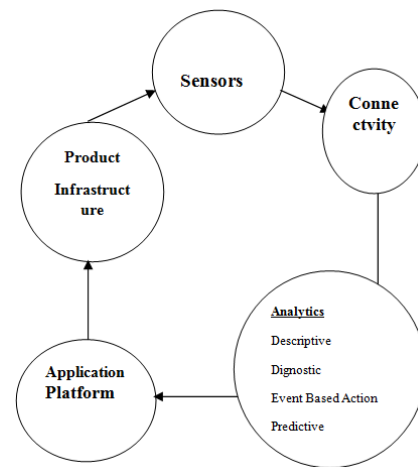 Sensors
Conne
ctvity
Product
Infrastruct
ure
Analytics
Descriptive
Dignostic
Event Based Action
Predictive
Application
Platform